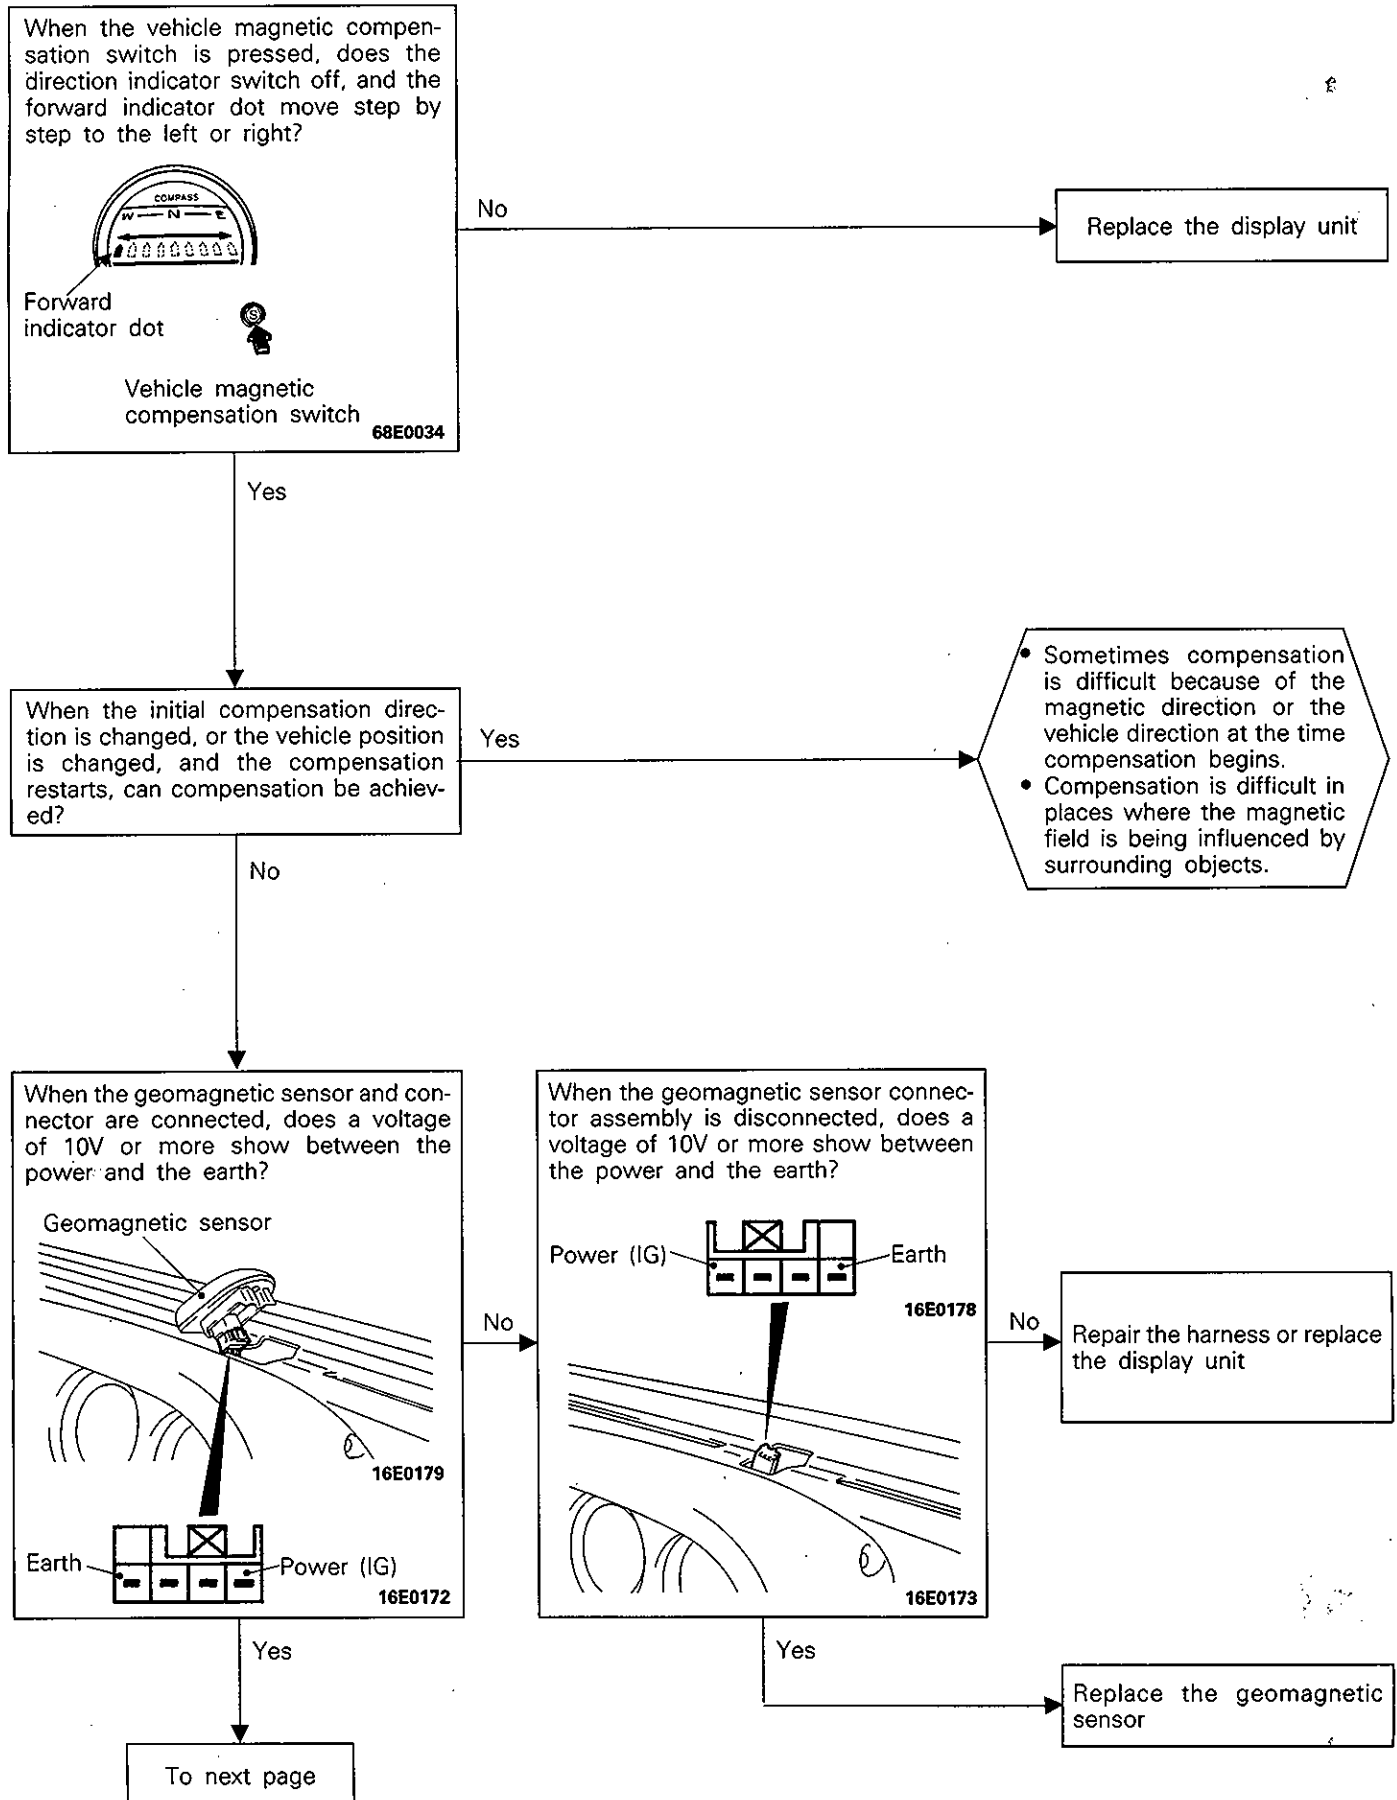 When the vehicle magnetic compen-
sation switch is pressed, does the
direction indicator switch off, and the
forward indicator dot move step by
step to the left or right?
COMPASS
W — N — E
Forward
indicator dot
S
Vehicle magnetic
compensation switch
68E0034
No
Replace the display unit
Yes
When the initial compensation direc-
tion is changed, or the vehicle position
is changed, and the compensation
restarts, can compensation be achiev-
ed?
Yes
• Sometimes compensation
is difficult because of the
magnetic direction or the
vehicle direction at the time
compensation begins.
• Compensation is difficult in
places where the magnetic
field is being influenced by
surrounding objects.
No
When the geomagnetic sensor and con-
nector are connected, does a voltage
of 10V or more show between the
power and the earth?
Geomagnetic sensor
16E0179
Earth
Power (IG)
16E0172
No
When the geomagnetic sensor connec-
tor assembly is disconnected, does a
voltage of 10V or more show between
the power and the earth?
Power (IG)
Earth
16E0178
16E0173
No
Repair the harness or replace
the display unit
Yes
Replace the geomagnetic
sensor
Yes
To next page